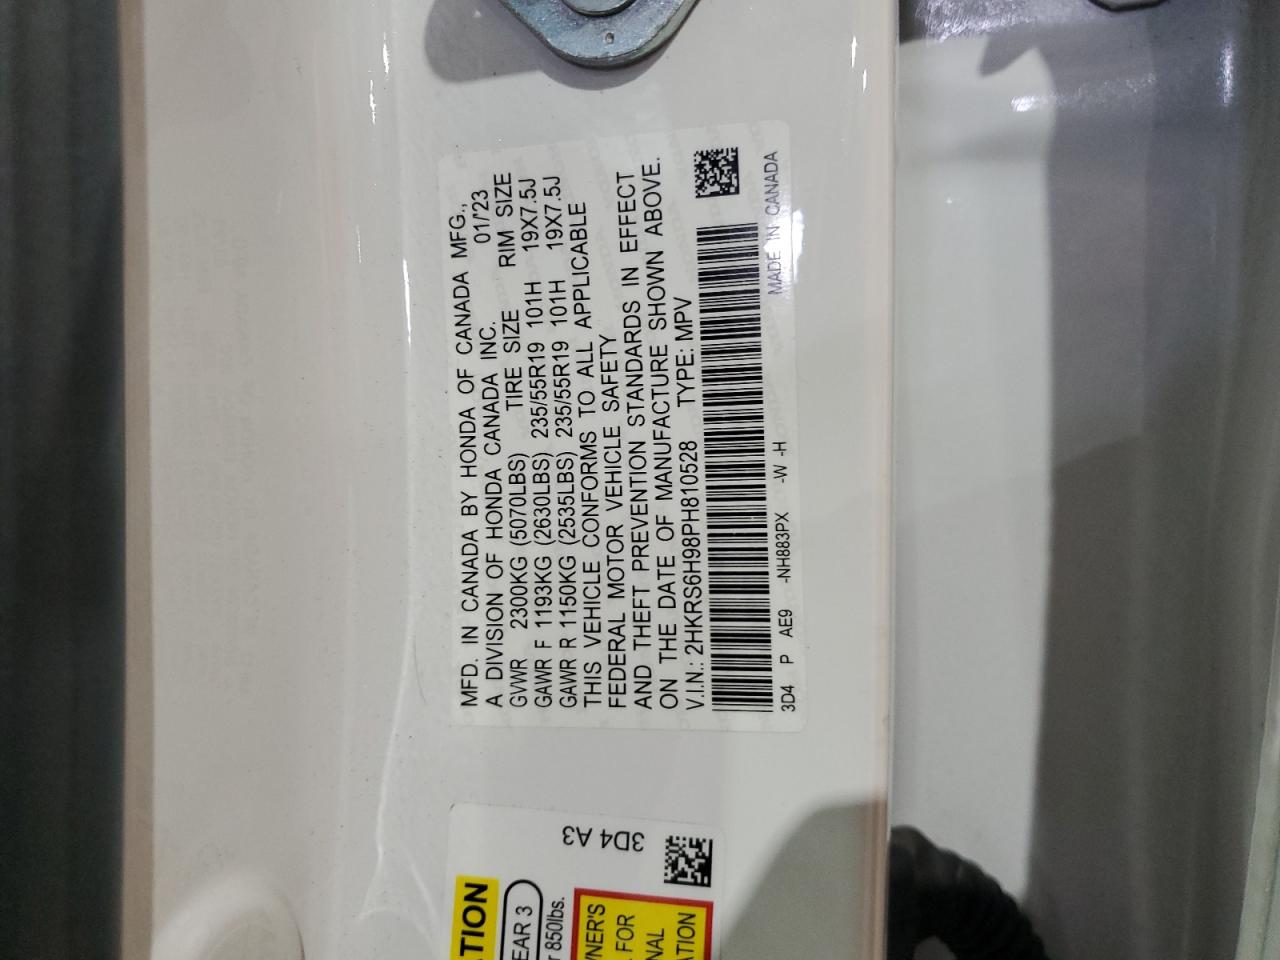 MFD. IN CANADA BY HONDA OF CANADA MFG.,
A DIVISION OF HONDA CANADA INC. 01/'23
GVWR 2300KG (5070LBS) TIRE SIZE RIM SIZE
GAWR F 1193KG (2630LBS) 235/55R19 101H 19X7.5J
GAWR R 1150KG (2535LBS) 235/55R19 101H 19X7.5J
THIS VEHICLE CONFORMS TO ALL APPLICABLE
FEDERAL MOTOR VEHICLE SAFETY
AND THEFT PREVENTION STANDARDS IN EFFECT
ON THE DATE OF MANUFACTURE SHOWN ABOVE.
V.I.N.: 2HKRS6H98PH810528 TYPE: MPV
3D4 P AE9 -NH883PX -W -H MADE IN CANADA
3D4 A3
ATION
EAR 3
850lbs.
NER'S
FOR
NAL
ATION